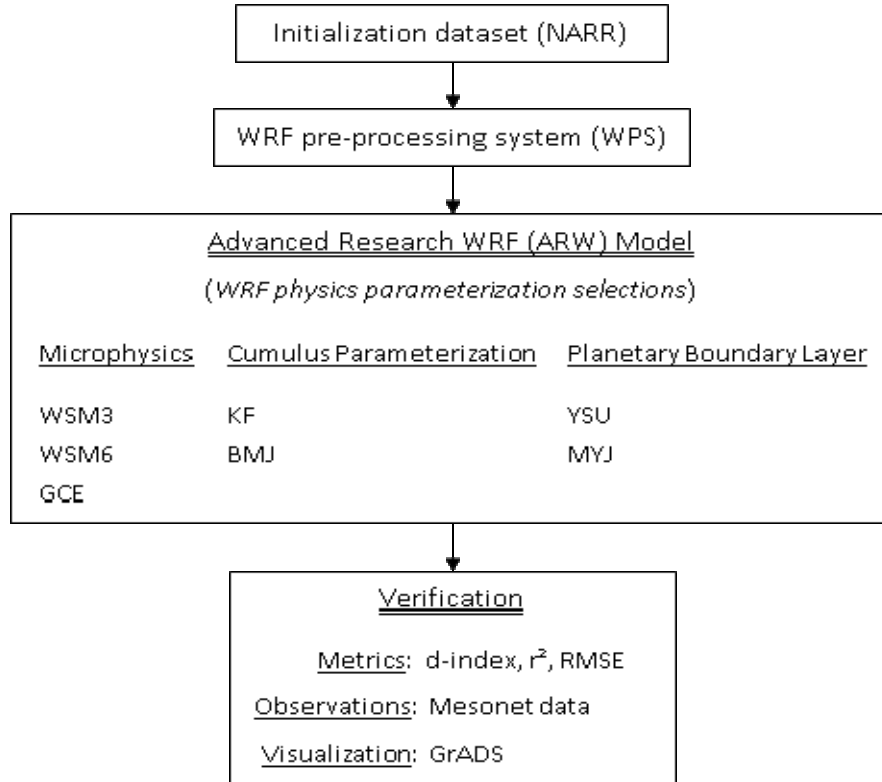 Initialization dataset (NARR)
WRF pre-processing system (WPS)
Advanced Research WRF (ARW) Model
(WRF physics parameterization selections)
Microphysics Cumulus Parameterization Planetary Boundary Layer
WSM3 KF YSU
WSM6 BMJ MYJ
GCE
Verification
Metrics: d-index, r², RMSE
Observations: Mesonet data
Visualization: GrADS